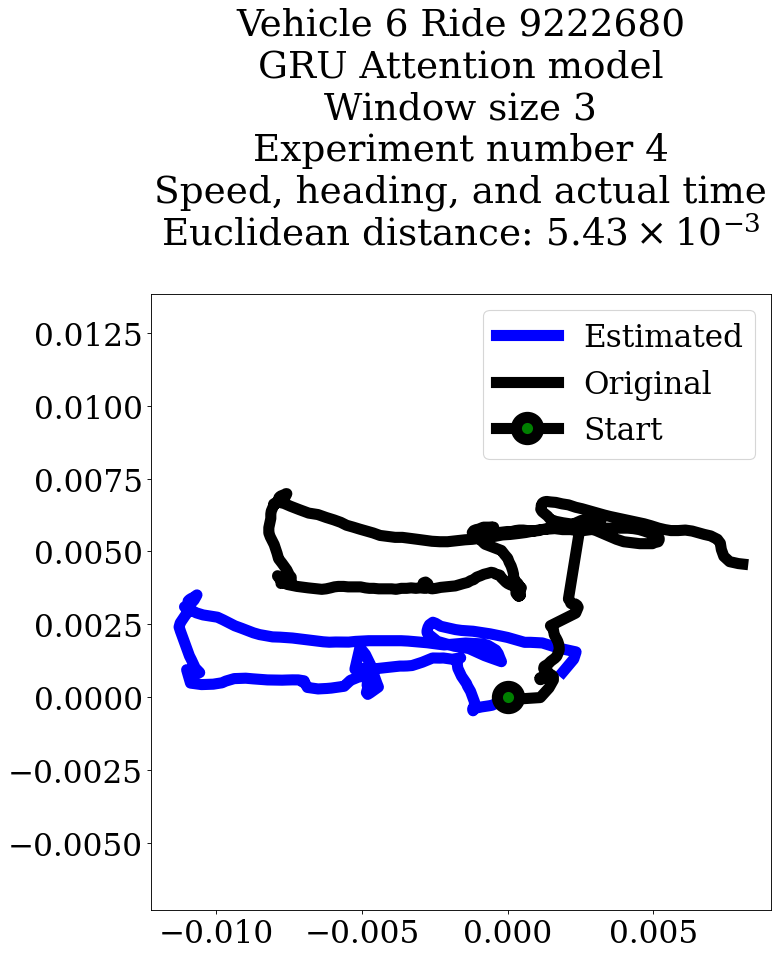 Vehicle 6 Ride 9222680
GRU Attention model
Window size 3
Experiment number 4
Speed, heading, and actual time
Euclidean distance: 5.43 × 10⁻³
Estimated
Original
Start
0.0125
0.0100
0.0075
0.0050
0.0025
0.0000
−0.0025
−0.0050
−0.010 −0.005 0.000 0.005